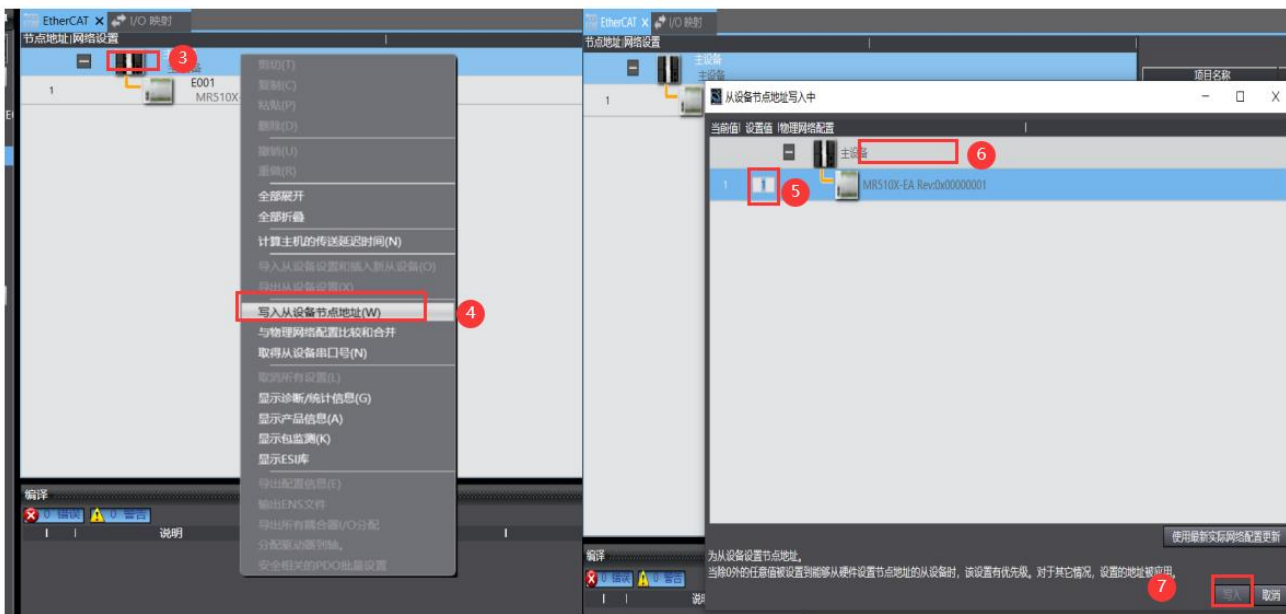 EtherCAT × I/O 映射
节点地址|网络设置
③
主设备
1
E001
MR510X-
剪切(T)
复制(C)
粘贴(P)
删除(D)
撤销(U)
重做(R)
全部展开
全部折叠
计算主机的传送延迟时间(N)
导入从设备设置和插入新从设备(O)
导出从设备设置(X)
写入从设备节点地址(W)
④
与物理网络配置比较和合并
取得从设备串口号(N)
取消所有设置(L)
显示诊断/统计信息(G)
显示产品信息(A)
显示包监测(K)
显示ESI库
导出配置信息(E)
输出ENS文件
导出所有耦合器I/O分配
分配驱动器到轴。
安全相关的PDO批量设置
编译
0 错误 0 警告
说明
EtherCAT × I/O 映射
节点地址|网络设置
主设备
主设备
1
项目名称
从设备节点地址写入中
当前值| 设置值 |物理网络配置
主设备
⑥
1 1
⑤
MR510X-EA Rev:0x00000001
使用最新实际网络配置更新
为从设备设置节点地址。
当除0外的任意值被设置到能够从硬件设置节点地址的从设备时，该设置有优先级。对于其它情况，设置的地址被应用。
⑦
写入 取消
编译
0 错误 0 警告